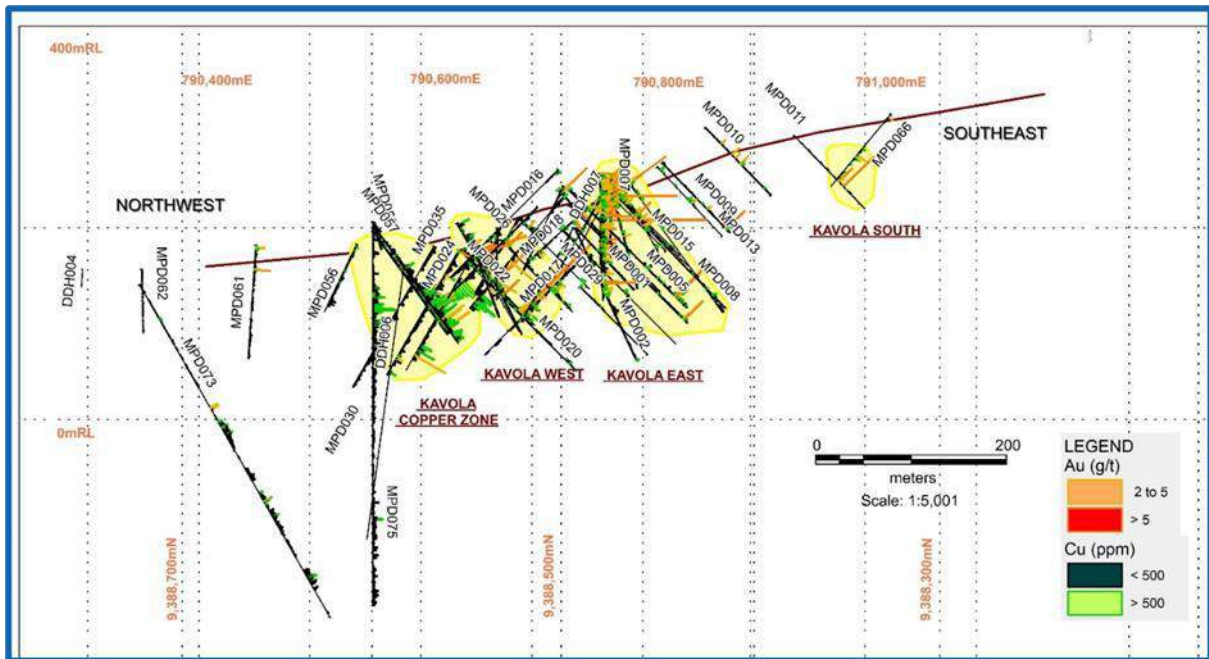 400mRL
790,400mE
790,600mE
790,800mE
791,000mE
NORTHWEST
SOUTHEAST
DDH004
MPD062
MPD061
MPD073
MPD056
MPD057
MPD035
MPD024
MPD026
MPD022
MPD016
MPD018
DDH007
MPD007
MPD029
MPD002
MPD020
MPD005
MPD015
MPD008
MPD009
MPD013
MPD010
MPD011
MPD066
DDH006
MPD030
MPD075
KAVOLA SOUTH
KAVOLA WEST
KAVOLA EAST
KAVOLA
COPPER ZONE
0mRL
9,388,700mN
9,388,500mN
9,388,300mN
0
200
meters
Scale: 1:5,001
LEGEND
Au (g/t)
2 to 5
> 5
Cu (ppm)
< 500
> 500